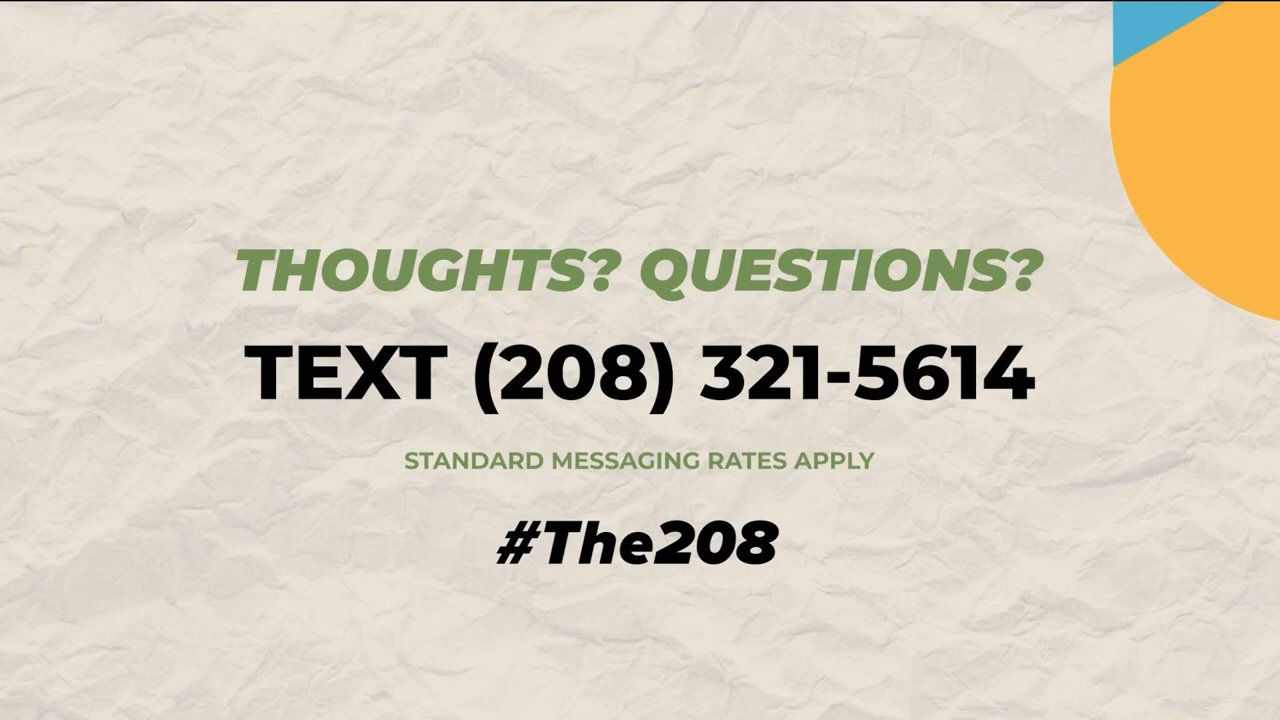 THOUGHTS? QUESTIONS?
TEXT (208) 321-5614
STANDARD MESSAGING RATES APPLY
#The208